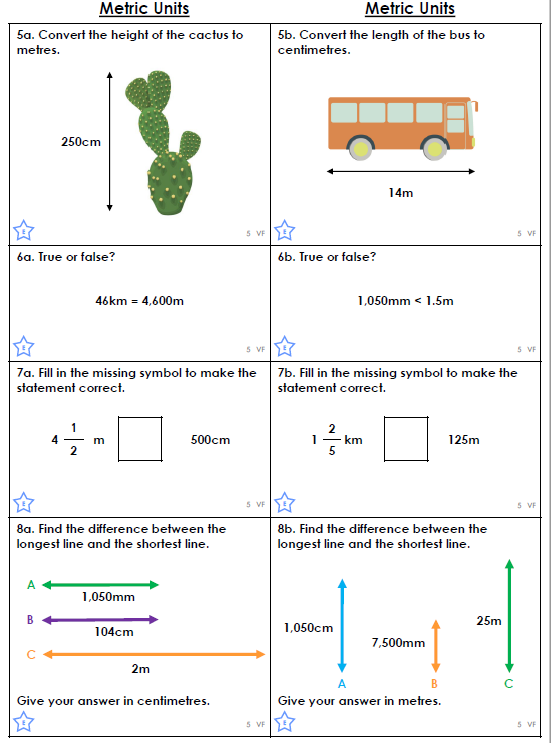 Metric Units
Metric Units
5a. Convert the height of the cactus to
metres.
250cm
E
5 VF
5b. Convert the length of the bus to
centimetres.
14m
E
5 VF
6a. True or false?
46km = 4,600m
E
5 VF
6b. True or false?
1,050mm < 1.5m
E
5 VF
7a. Fill in the missing symbol to make the
statement correct.
4 1/2 m 500cm
E
5 VF
7b. Fill in the missing symbol to make the
statement correct.
1 2/5 km 125m
E
5 VF
8a. Find the difference between the
longest line and the shortest line.
A
1,050mm
B
104cm
C
2m
Give your answer in centimetres.
E
5 VF
8b. Find the difference between the
longest line and the shortest line.
1,050cm
7,500mm
25m
A B C
Give your answer in metres.
E
5 VF